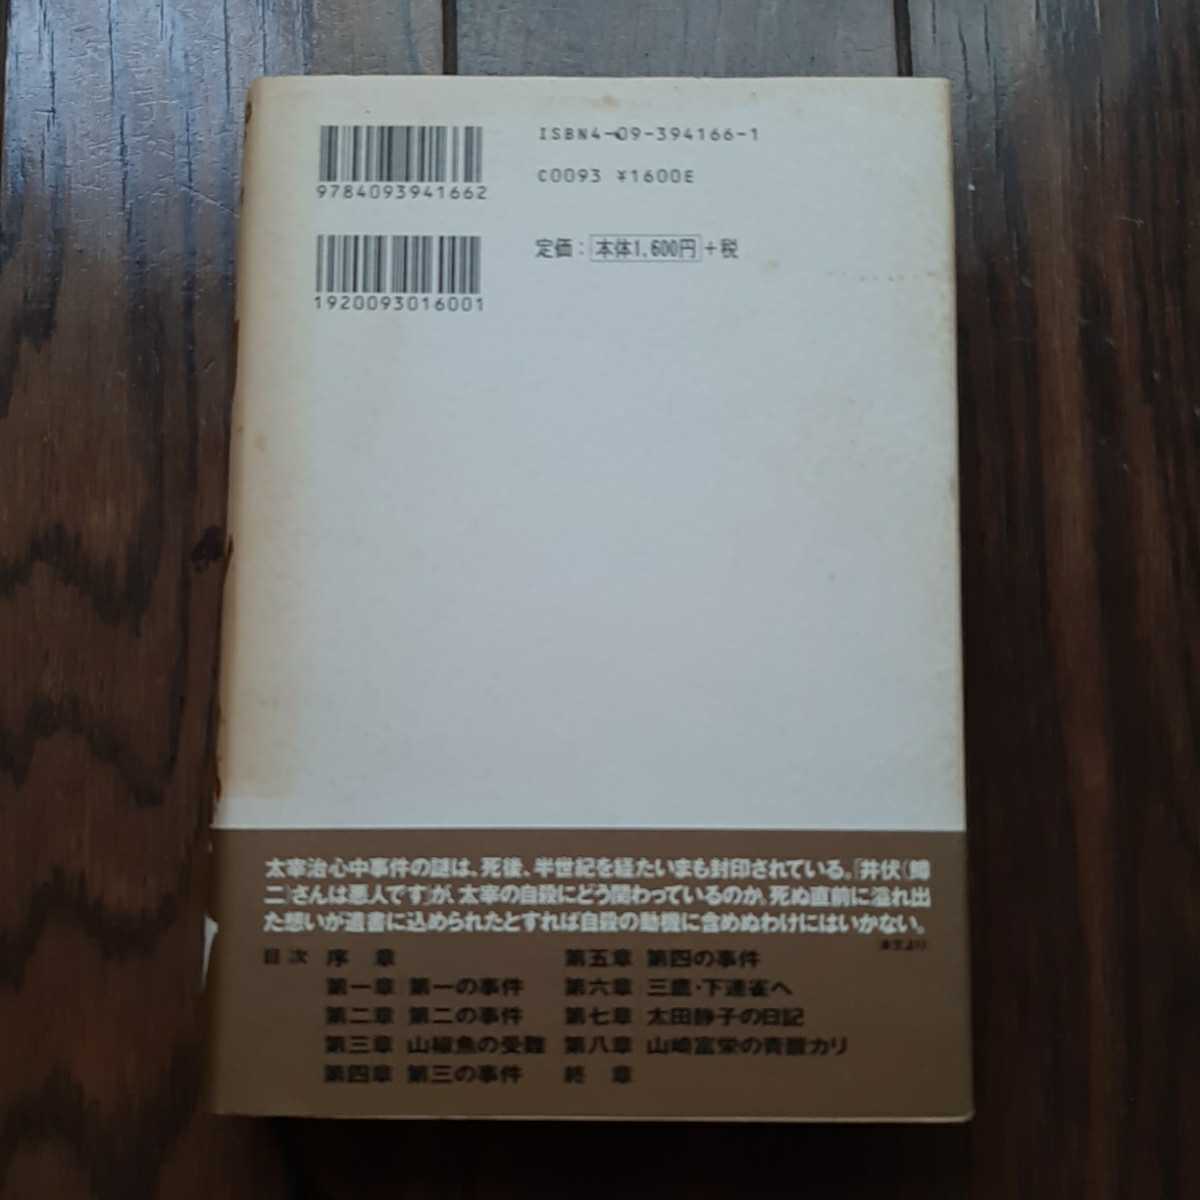 ISBN4-09-394166-1
9784093941662
C0093 ¥1600E
1920093016001
定価：本体1,600円＋税
太宰治心中事件の謎は、死後、半世紀を経たいまも封印されている。「井伏（鱒
二）さんは悪人です」が、太宰の自殺にどう関わっているのか。死ぬ直前に溢れ出
た想いが遺書に込められたとすれば自殺の動機に含めぬわけにはいかない。
（本文より）
目次 序章
第一章 第一の事件
第二章 第二の事件
第三章 山椒魚の受難
第四章 第三の事件
第五章 第四の事件
第六章 三鷹・下連雀へ
第七章 太田静子の日記
第八章 山崎富栄の青酸カリ
終章